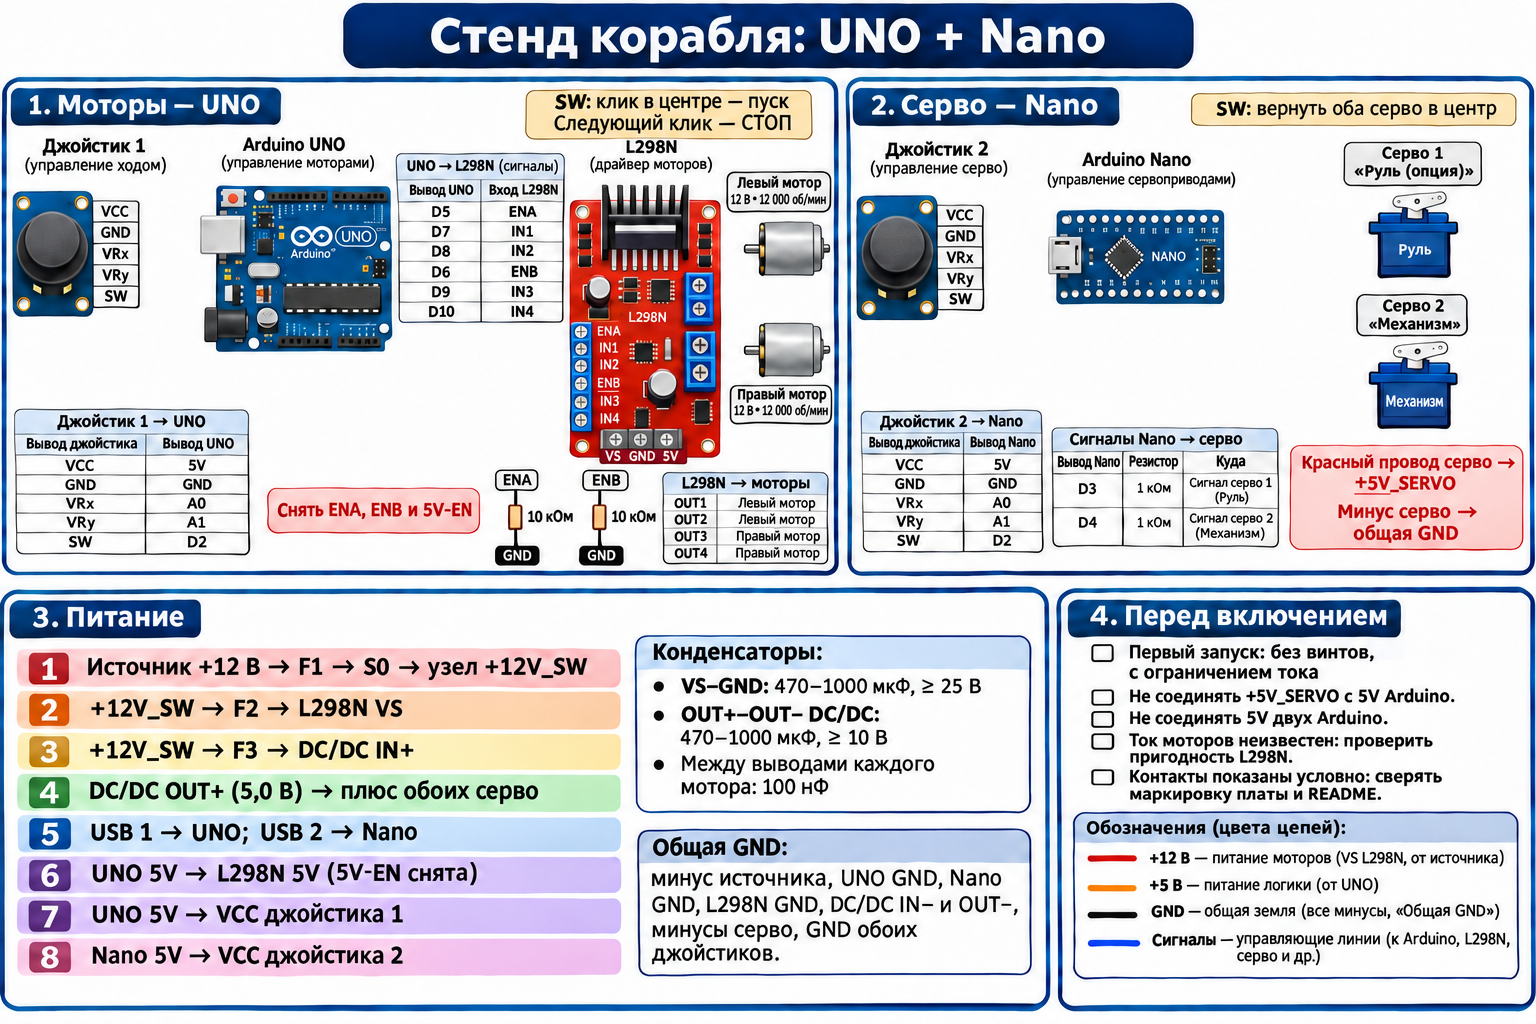 Стенд корабля: UNO + Nano
1. Моторы — UNO
SW: клик в центре — пуск
Следующий клик — СТОП
Джойстик 1
(управление ходом)
VCC
GND
VRx
VRy
SW
Arduino UNO
(управление моторами)
UNO
Arduino
UNO → L298N (сигналы)
Вывод UNO Вход L298N
D5 ENA
D7 IN1
D8 IN2
D6 ENB
D9 IN3
D10 IN4
L298N
(драйвер моторов)
L298N
ENA
IN1
IN2
ENB
IN3
IN4
VS GND 5V
Левый мотор
12 В • 12 000 об/мин
Правый мотор
12 В • 12 000 об/мин
Джойстик 1 → UNO
Вывод джойстика Вывод UNO
VCC 5V
GND GND
VRx A0
VRy A1
SW D2
Снять ENA, ENB и 5V-EN
ENA
10 кОм
GND
ENB
10 кОм
GND
L298N → моторы
OUT1 Левый мотор
OUT2 Левый мотор
OUT3 Правый мотор
OUT4 Правый мотор
2. Серво — Nano
SW: вернуть оба серво в центр
Джойстик 2
(управление серво)
VCC
GND
VRx
VRy
SW
Arduino Nano
(управление сервоприводами)
NANO
Серво 1
«Руль (опция)»
Руль
Серво 2
«Механизм»
Механизм
Джойстик 2 → Nano
Вывод джойстика Вывод Nano
VCC 5V
GND GND
VRx A0
VRy A1
SW D2
Сигналы Nano → серво
Вывод Nano Резистор Куда
D3 1 кОм Сигнал серво 1
(Руль)
D4 1 кОм Сигнал серво 2
(Механизм)
Красный провод серво →
+5V_SERVO
Минус серво →
общая GND
3. Питание
1 Источник +12 В → F1 → S0 → узел +12V_SW
2 +12V_SW → F2 → L298N VS
3 +12V_SW → F3 → DC/DC IN+
4 DC/DC OUT+ (5,0 В) → плюс обоих серво
5 USB 1 → UNO; USB 2 → Nano
6 UNO 5V → L298N 5V (5V-EN снята)
7 UNO 5V → VCC джойстика 1
8 Nano 5V → VCC джойстика 2
Конденсаторы:
● VS–GND: 470–1000 мкФ, ≥ 25 В
● OUT+–OUT– DC/DC:
470–1000 мкФ, ≥ 10 В
● Между выводами каждого
мотора: 100 нФ
Общая GND:
минус источника, UNO GND, Nano
GND, L298N GND, DC/DC IN– и OUT–,
минусы серво, GND обоих
джойстиков.
4. Перед включением
Первый запуск: без винтов,
с ограничением тока
Не соединять +5V_SERVO с 5V Arduino.
Не соединять 5V двух Arduino.
Ток моторов неизвестен: проверить
пригодность L298N.
Контакты показаны условно: сверять
маркировку платы и README.
Обозначения (цвета цепей):
+12 В — питание моторов (VS L298N, от источника)
+5 В — питание логики (от UNO)
GND — общая земля (все минусы, «Общая GND»)
Сигналы — управляющие линии (к Arduino, L298N,
серво и др.)